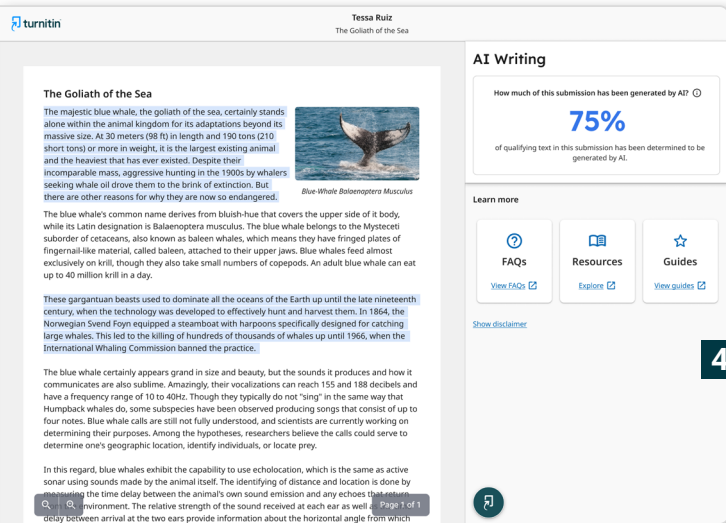 turnitin
Tessa Ruiz
The Goliath of the Sea
The Goliath of the Sea
The majestic blue whale, the goliath of the sea, certainly stands
alone within the animal kingdom for its adaptations beyond its
massive size. At 30 meters (98 ft) in length and 190 tons (210
short tons) or more in weight, it is the largest existing animal
and the heaviest that has ever existed. Despite their
incomparable mass, aggressive hunting in the 1900s by whalers
seeking whale oil drove them to the brink of extinction. But
there are other reasons for why they are now so endangered.
Blue-Whale Balaenaptera Musculus
The blue whale's common name derives from bluish-hue that covers the upper side of it body,
while its Latin designation is Balaenoptera musculus. The blue whale belongs to the Mysteceti
suborder of cetaceans, also known as baleen whales, which means they have fringed plates of
fingernail-like material, called baleen, attached to their upper jaws. Blue whales feed almost
exclusively on krill, though they also take small numbers of copepods. An adult blue whale can eat
up to 40 million krill in a day.
These gargantuan beasts used to dominate all the oceans of the Earth up until the late nineteenth
century, when the technology was developed to effectively hunt and harvest them. In 1864, the
Norwegian Svend Foyn equipped a steamboat with harpoons specifically designed for catching
large whales. This led to the killing of hundreds of thousands of whales up until 1966, when the
International Whaling Commission banned the practice.
The blue whale certainly appears grand in size and beauty, but the sounds it produces and how it
communicates are also sublime. Amazingly, their vocalizations can reach 155 and 188 decibels and
have a frequency range of 10 to 40Hz. Though they typically do not "sing" in the same way that
Humpback whales do, some subspecies have been observed producing songs that consist of up to
four notes. Blue whale calls are still not fully understood, and scientists are currently working on
determining their purposes. Among the hypotheses, researchers believe the calls could serve to
determine one's geographic location, identify individuals, or locate prey.
In this regard, blue whales exhibit the capability to use echolocation, which is the same as active
sonar using sounds made by the animal itself. The identifying of distance and location is done by
measuring the time delay between the animal's own sound emission and any echoes that return
environment. The relative strength of the sound received at each ear as well
delay between arrival at the two ears provide information about the horizontal angle from which
Page 1 of 1
AI Writing
How much of this submission has been generated by AI?
75%
of qualifying text in this submission has been determined to be
generated by AI.
Learn more
FAQs
View FAQs
Resources
Explore
Guides
View guides
Show disclaimer
4